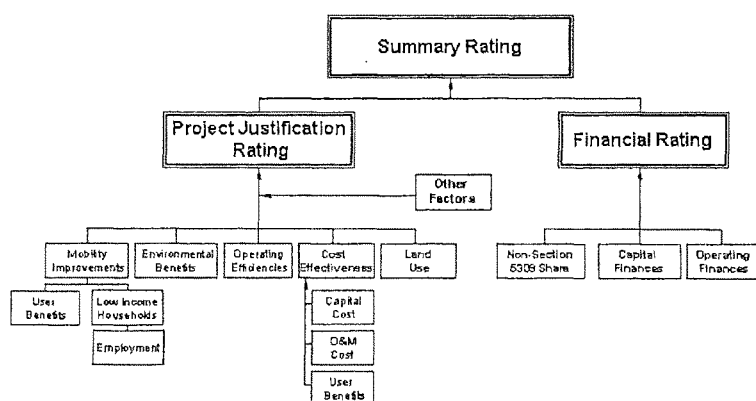 Summary Rating
Project Justification
Rating
Financial Rating
Other
Factors
Mobility
Improvements
Environmental
Benefits
Operating
Efficiencies
Cost
Effectiveness
Land
Use
Non-Section
5309 Share
Capital
Finances
Operating
Finances
User
Benefits
Low Income
Households
Employment
Capital
Cost
O&M
Cost
User
Benefits